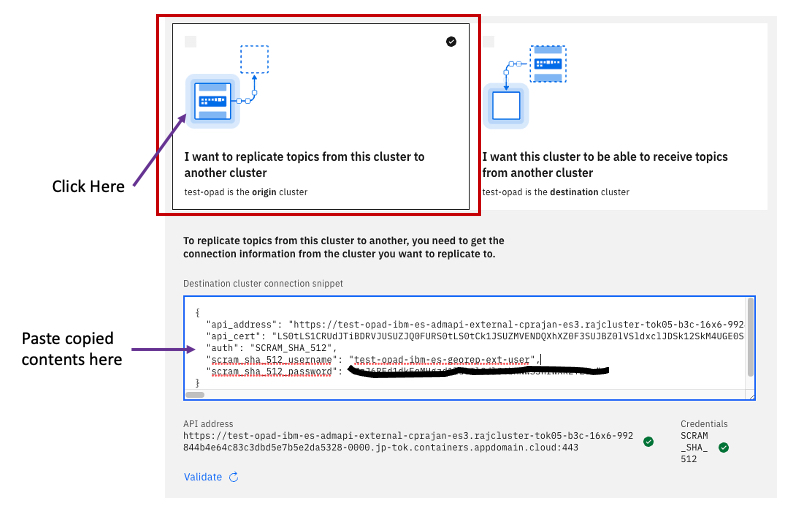 I want to replicate topics from this cluster to
another cluster
test-opad is the origin cluster
I want this cluster to be able to receive topics
from another cluster
test-opad is the destination cluster
Click Here
To replicate topics from this cluster to another, you need to get the
connection information from the cluster you want to replicate to.
Destination cluster connection snippet
{
"api_address": "https://test-opad-ibm-es-admapi-external-cprajan-es3.rajcluster-tok05-b3c-16x6-992
"api_cert":
"auth": "SCRAM_SHA_512",
"scram_sha_512_username": "test-opad-ibm-es-georep-ext-user",
"scram_sha_512_password":
}
Paste copied
contents here
API address
https://test-opad-ibm-es-admapi-external-cprajan-es3.rajcluster-tok05-b3c-16x6-992
844b4e64c83c3dbd5e7b5e2da5328-0000.jp-tok.containers.appdomain.cloud:443
Credentials
SCRAM
_SHA_
512
Validate